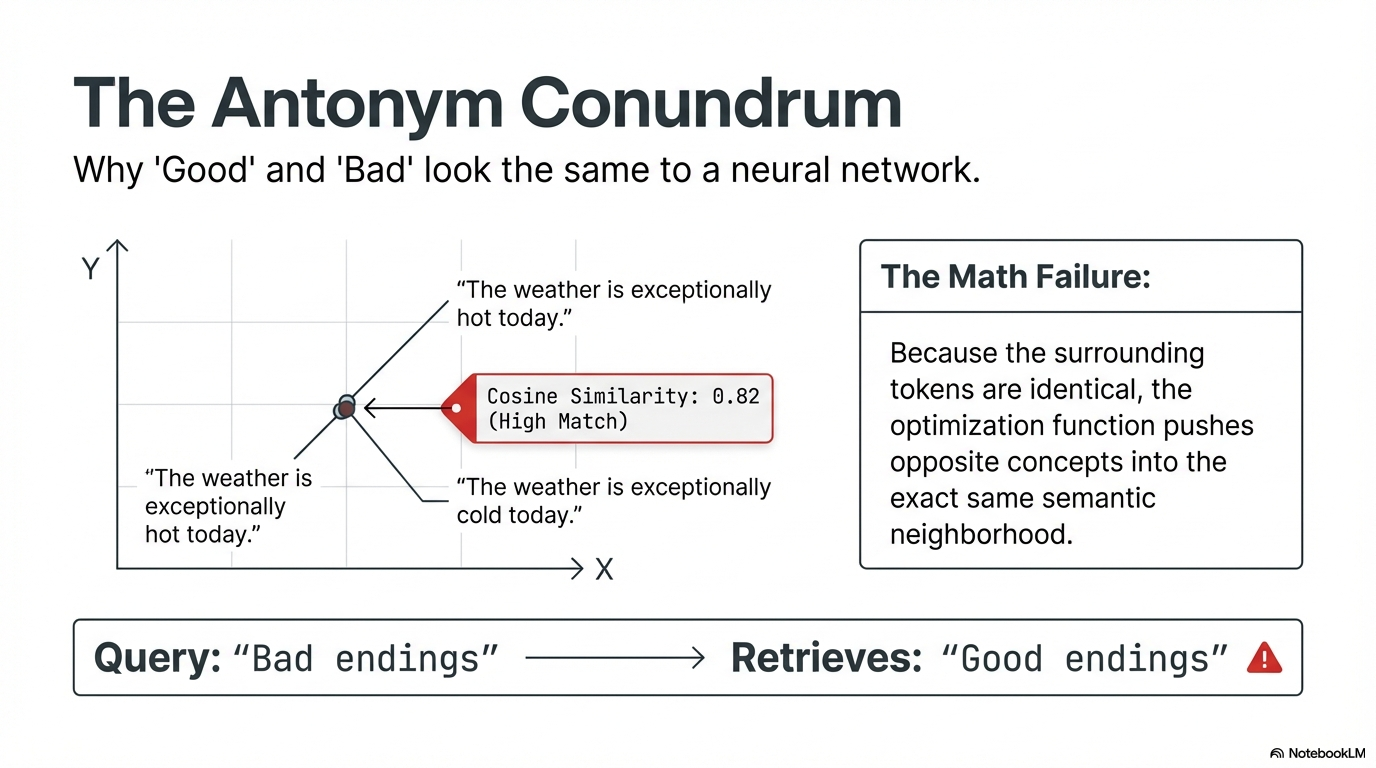 The Antonym Conundrum
Why 'Good' and 'Bad' look the same to a neural network.
Y
“The weather is exceptionally
hot today.”
Cosine Similarity: 0.82
(High Match)
“The weather is
exceptionally
hot today.”
“The weather is exceptionally
cold today.”
X
The Math Failure:
Because the surrounding
tokens are identical, the
optimization function pushes
opposite concepts into the
exact same semantic
neighborhood.
Query: “Bad endings” Retrieves: “Good endings”
NotebookLM